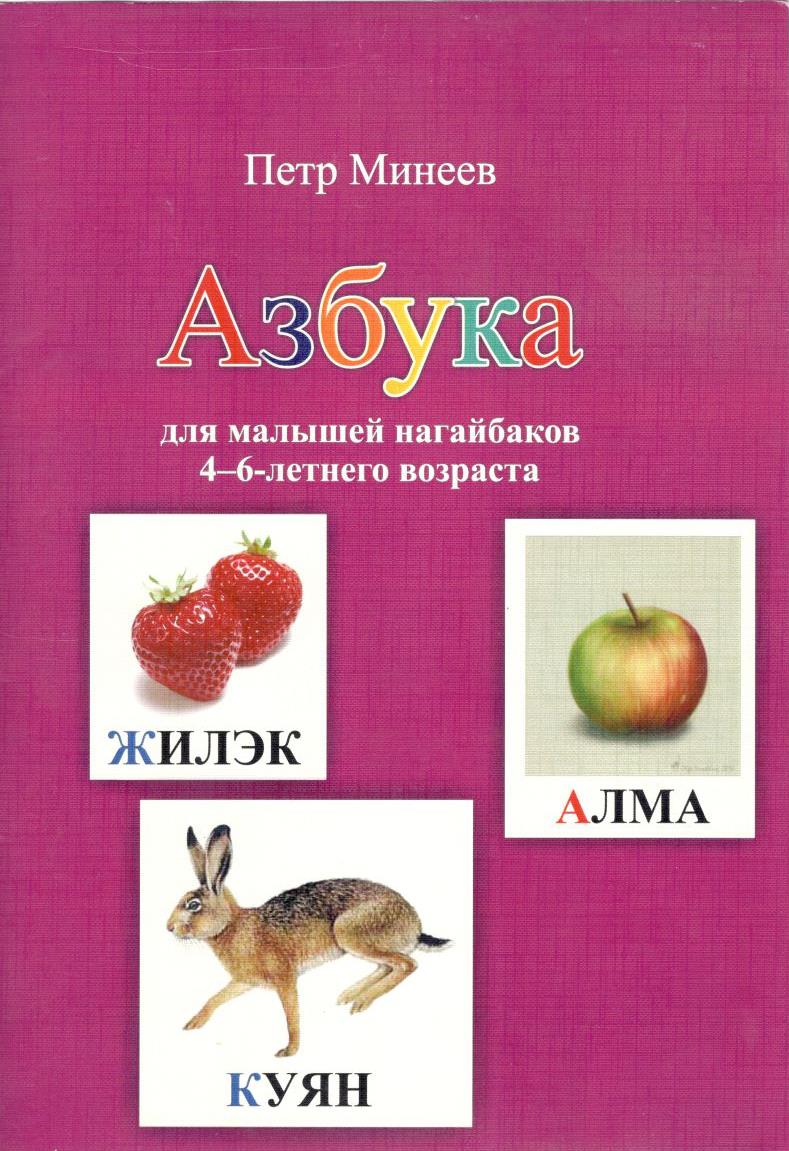 Петр Минеев
Азбука
для малышей нагайбаков
4–6-летнего возраста
ЖИЛЭК
АЛМА
КУЯН